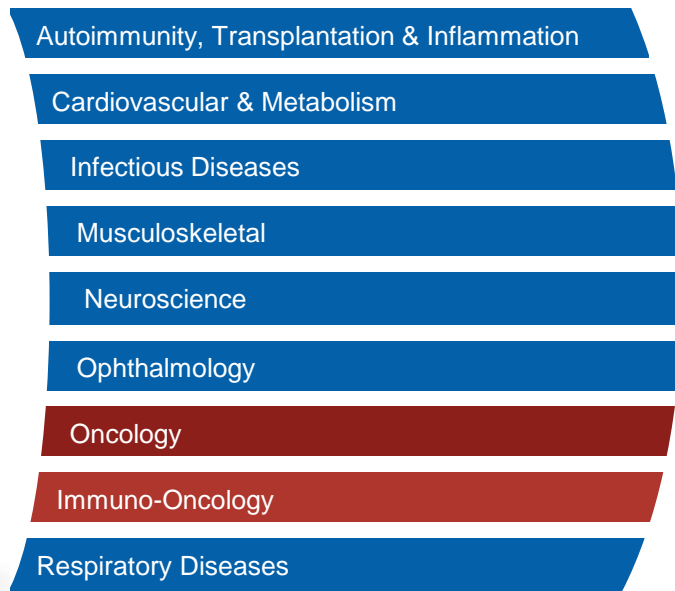 Autoimmunity, Transplantation & Inflammation
Cardiovascular & Metabolism
Infectious Diseases
Musculoskeletal
Neuroscience
Ophthalmology
Oncology
Immuno-Oncology
Respiratory Diseases